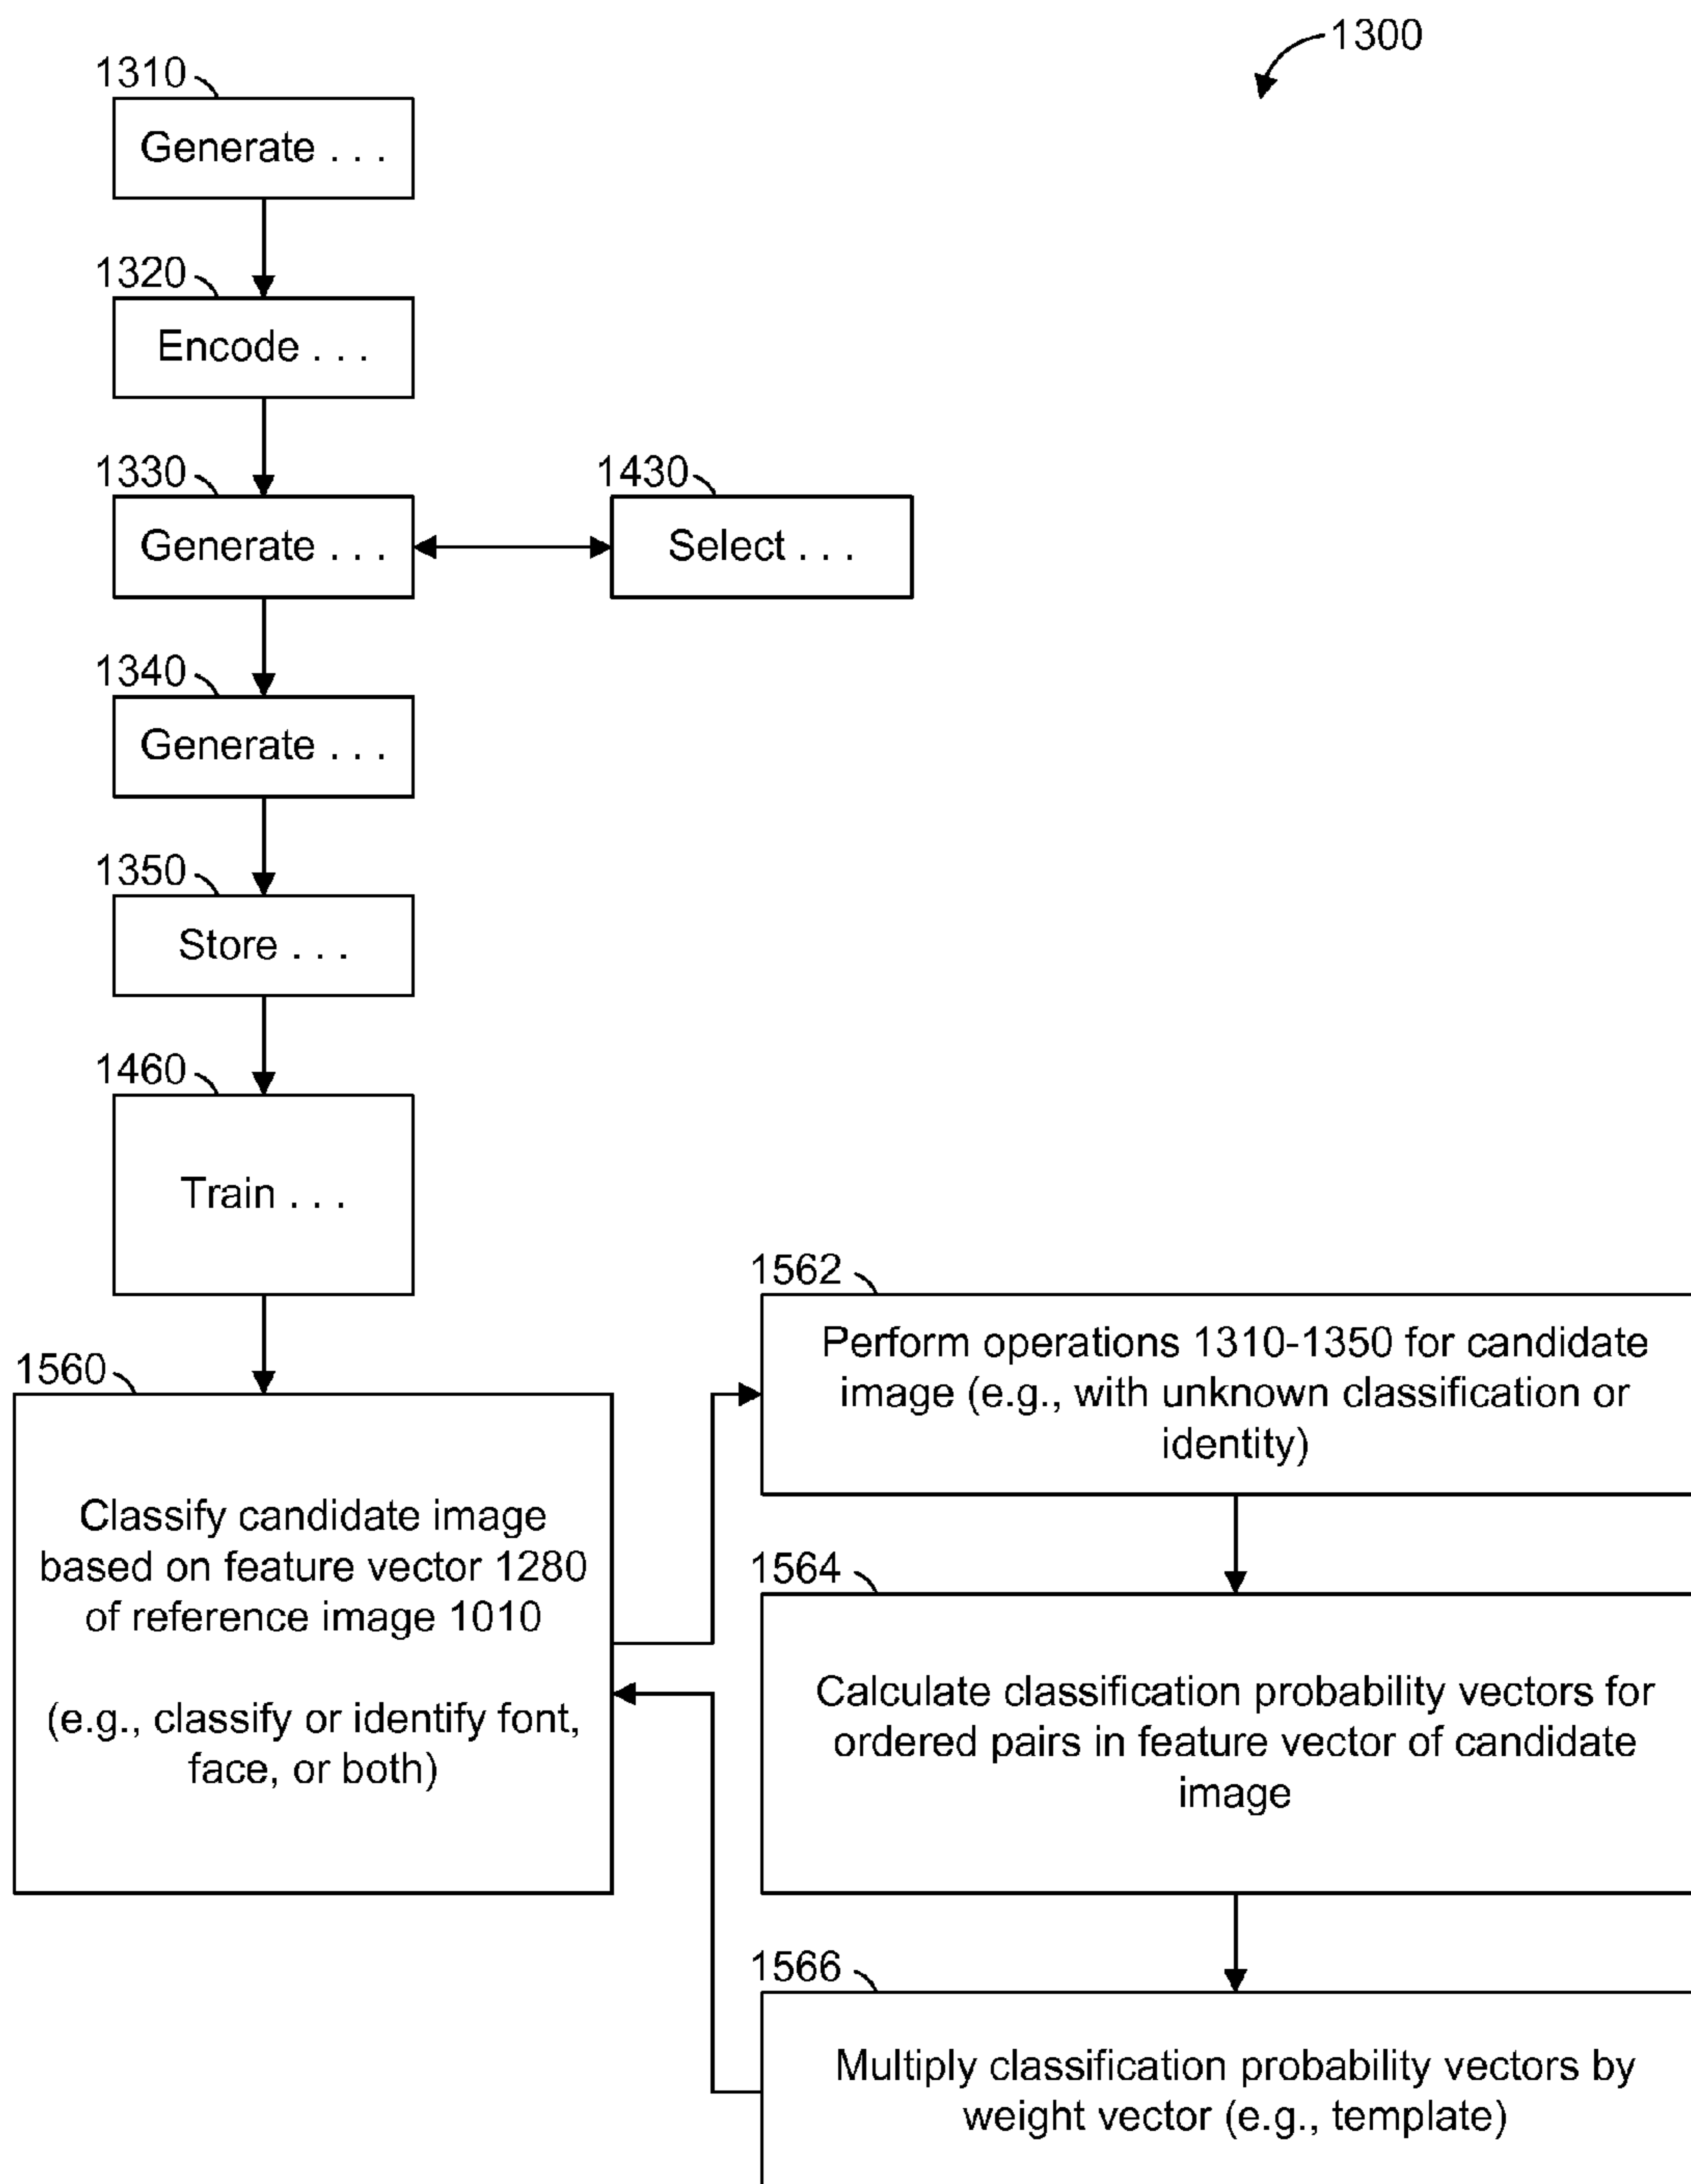 1300
1310
Generate . . .
1320
Encode . . .
1330
Generate . . .
1430
Select . . .
1340
Generate . . .
1350
Store . . .
1460
Train . . .
1560
Classify candidate image
based on feature vector 1280
of reference image 1010
(e.g., classify or identify font,
face, or both)
1562
Perform operations 1310-1350 for candidate
image (e.g., with unknown classification or
identity)
1564
Calculate classification probability vectors for
ordered pairs in feature vector of candidate
image
1566
Multiply classification probability vectors by
weight vector (e.g., template)